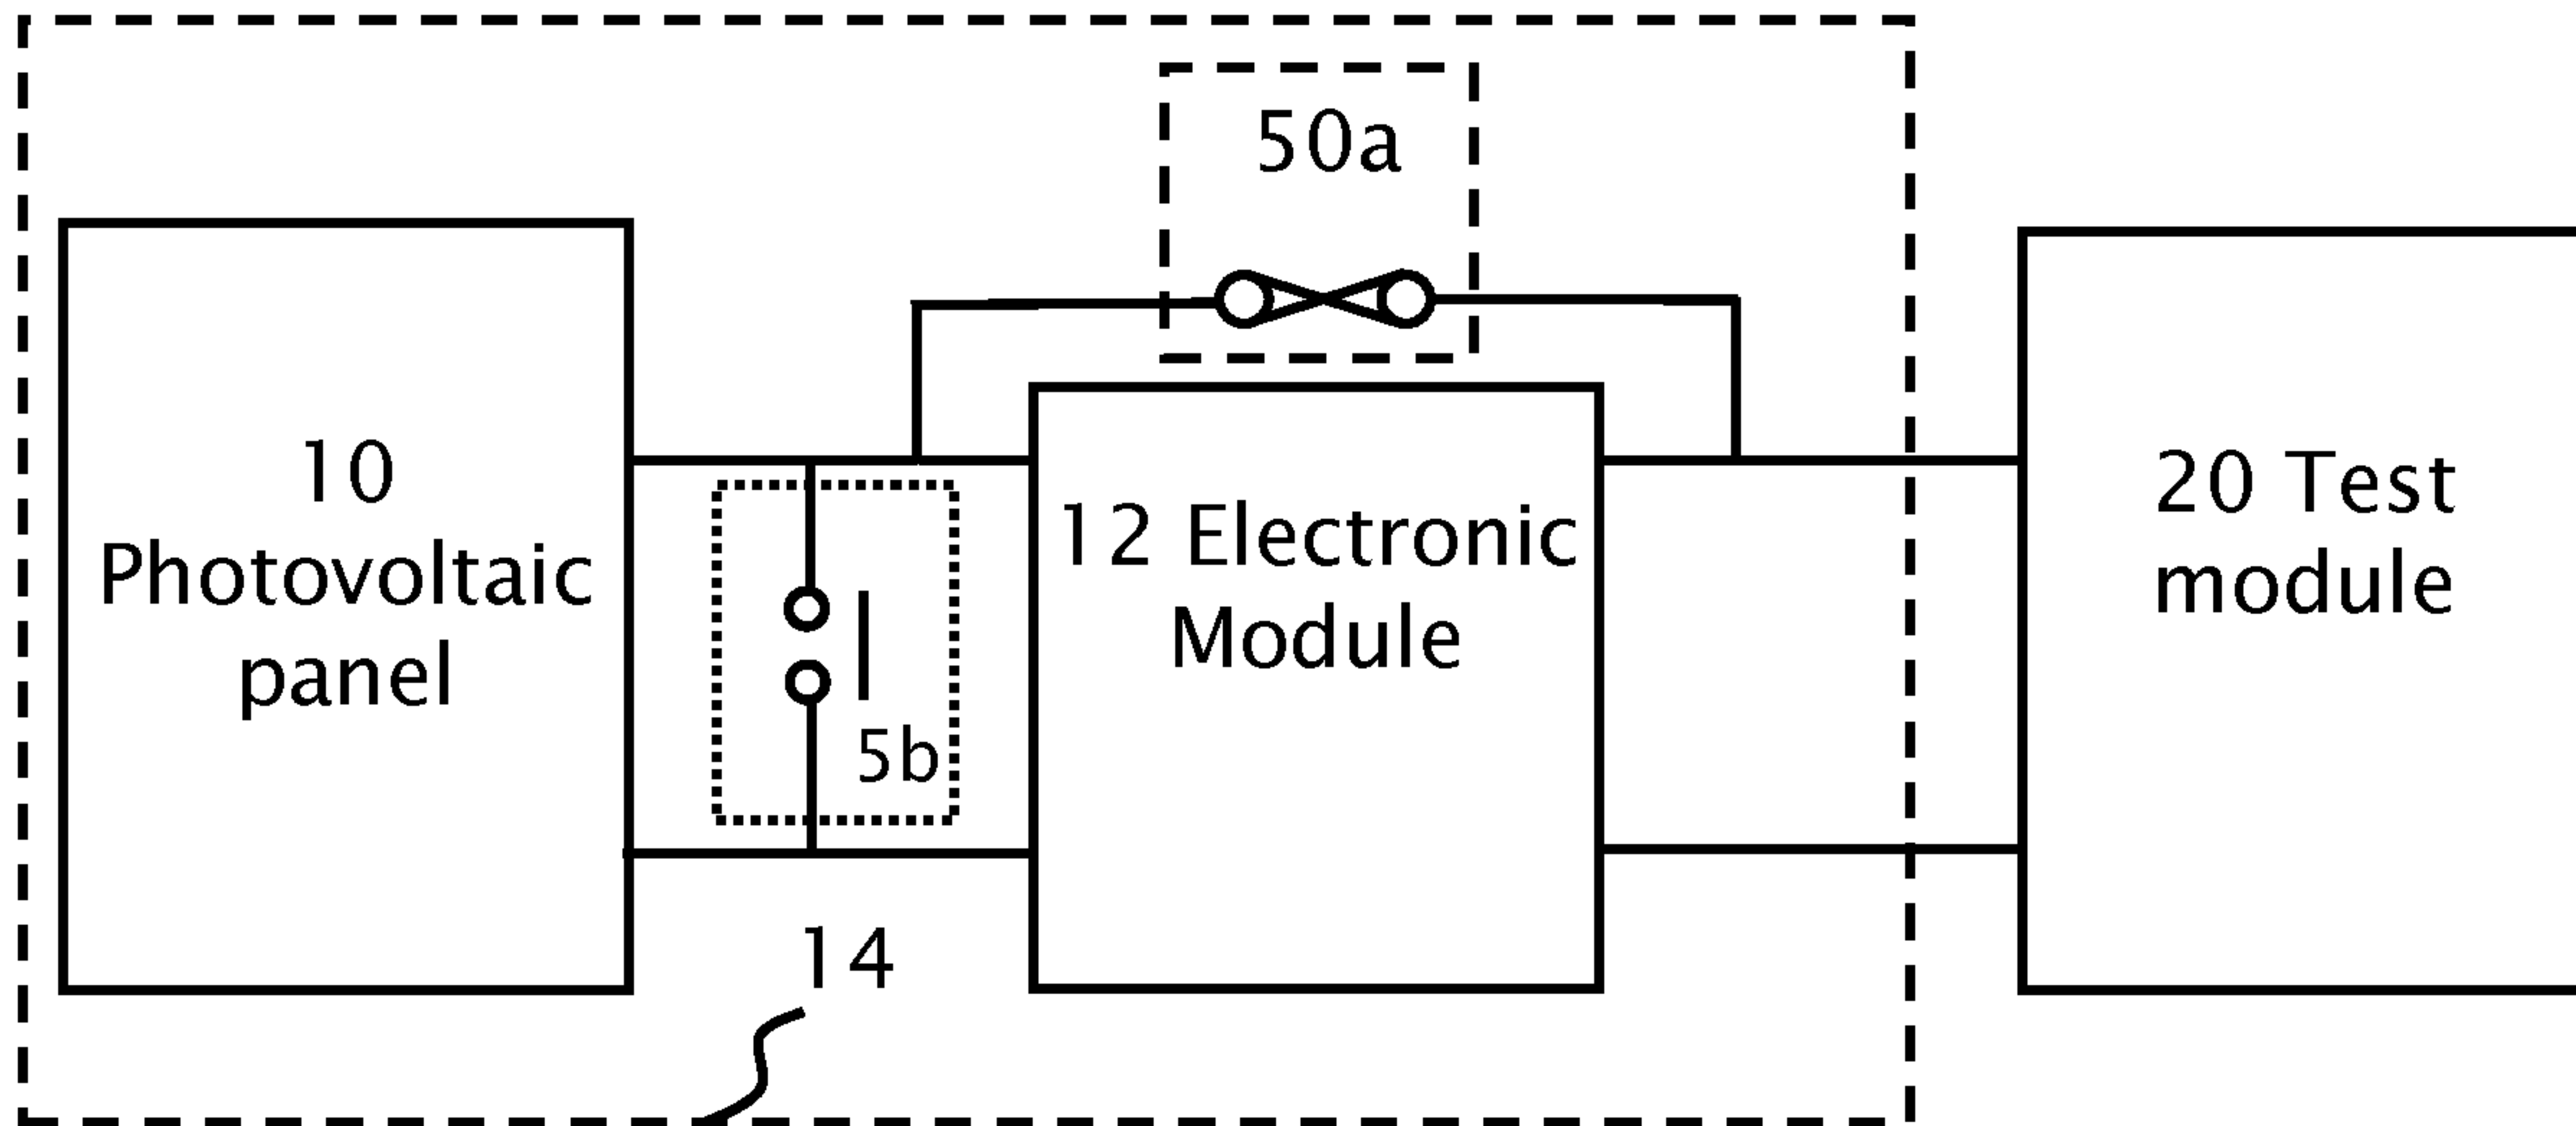 50a
10
Photovoltaic
panel
5b
12 Electronic
Module
20 Test
module
14